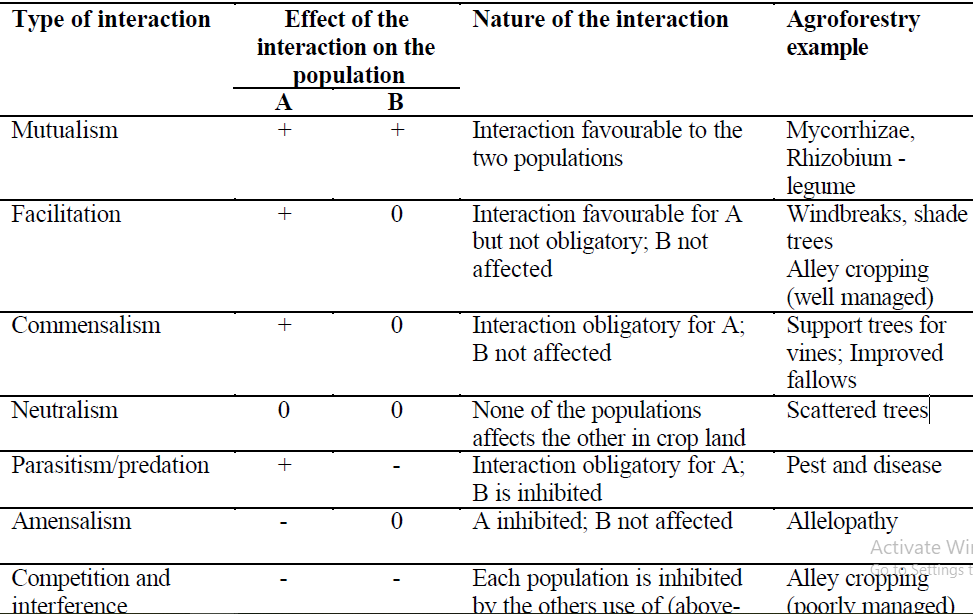 Type of interaction Effect of the Nature of the interaction Agroforestry
interaction on the example
population
A B
Mutualism + + Interaction favourable to the Mycorrhizae,
two populations Rhizobium -
legume
Facilitation + 0 Interaction favourable for A Windbreaks, shade
but not obligatory; B not trees
affected Alley cropping
(well managed)
Commensalism + 0 Interaction obligatory for A; Support trees for
B not affected vines; Improved
fallows
Neutralism 0 0 None of the populations Scattered trees
affects the other in crop land
Parasitism/predation + - Interaction obligatory for A; Pest and disease
B is inhibited
Amensalism - 0 A inhibited; B not affected Allelopathy
Activate Wi
Go to Settings t
Competition and - - Each population is inhibited Alley cropping
interference by the others use of (above- (poorly managed)